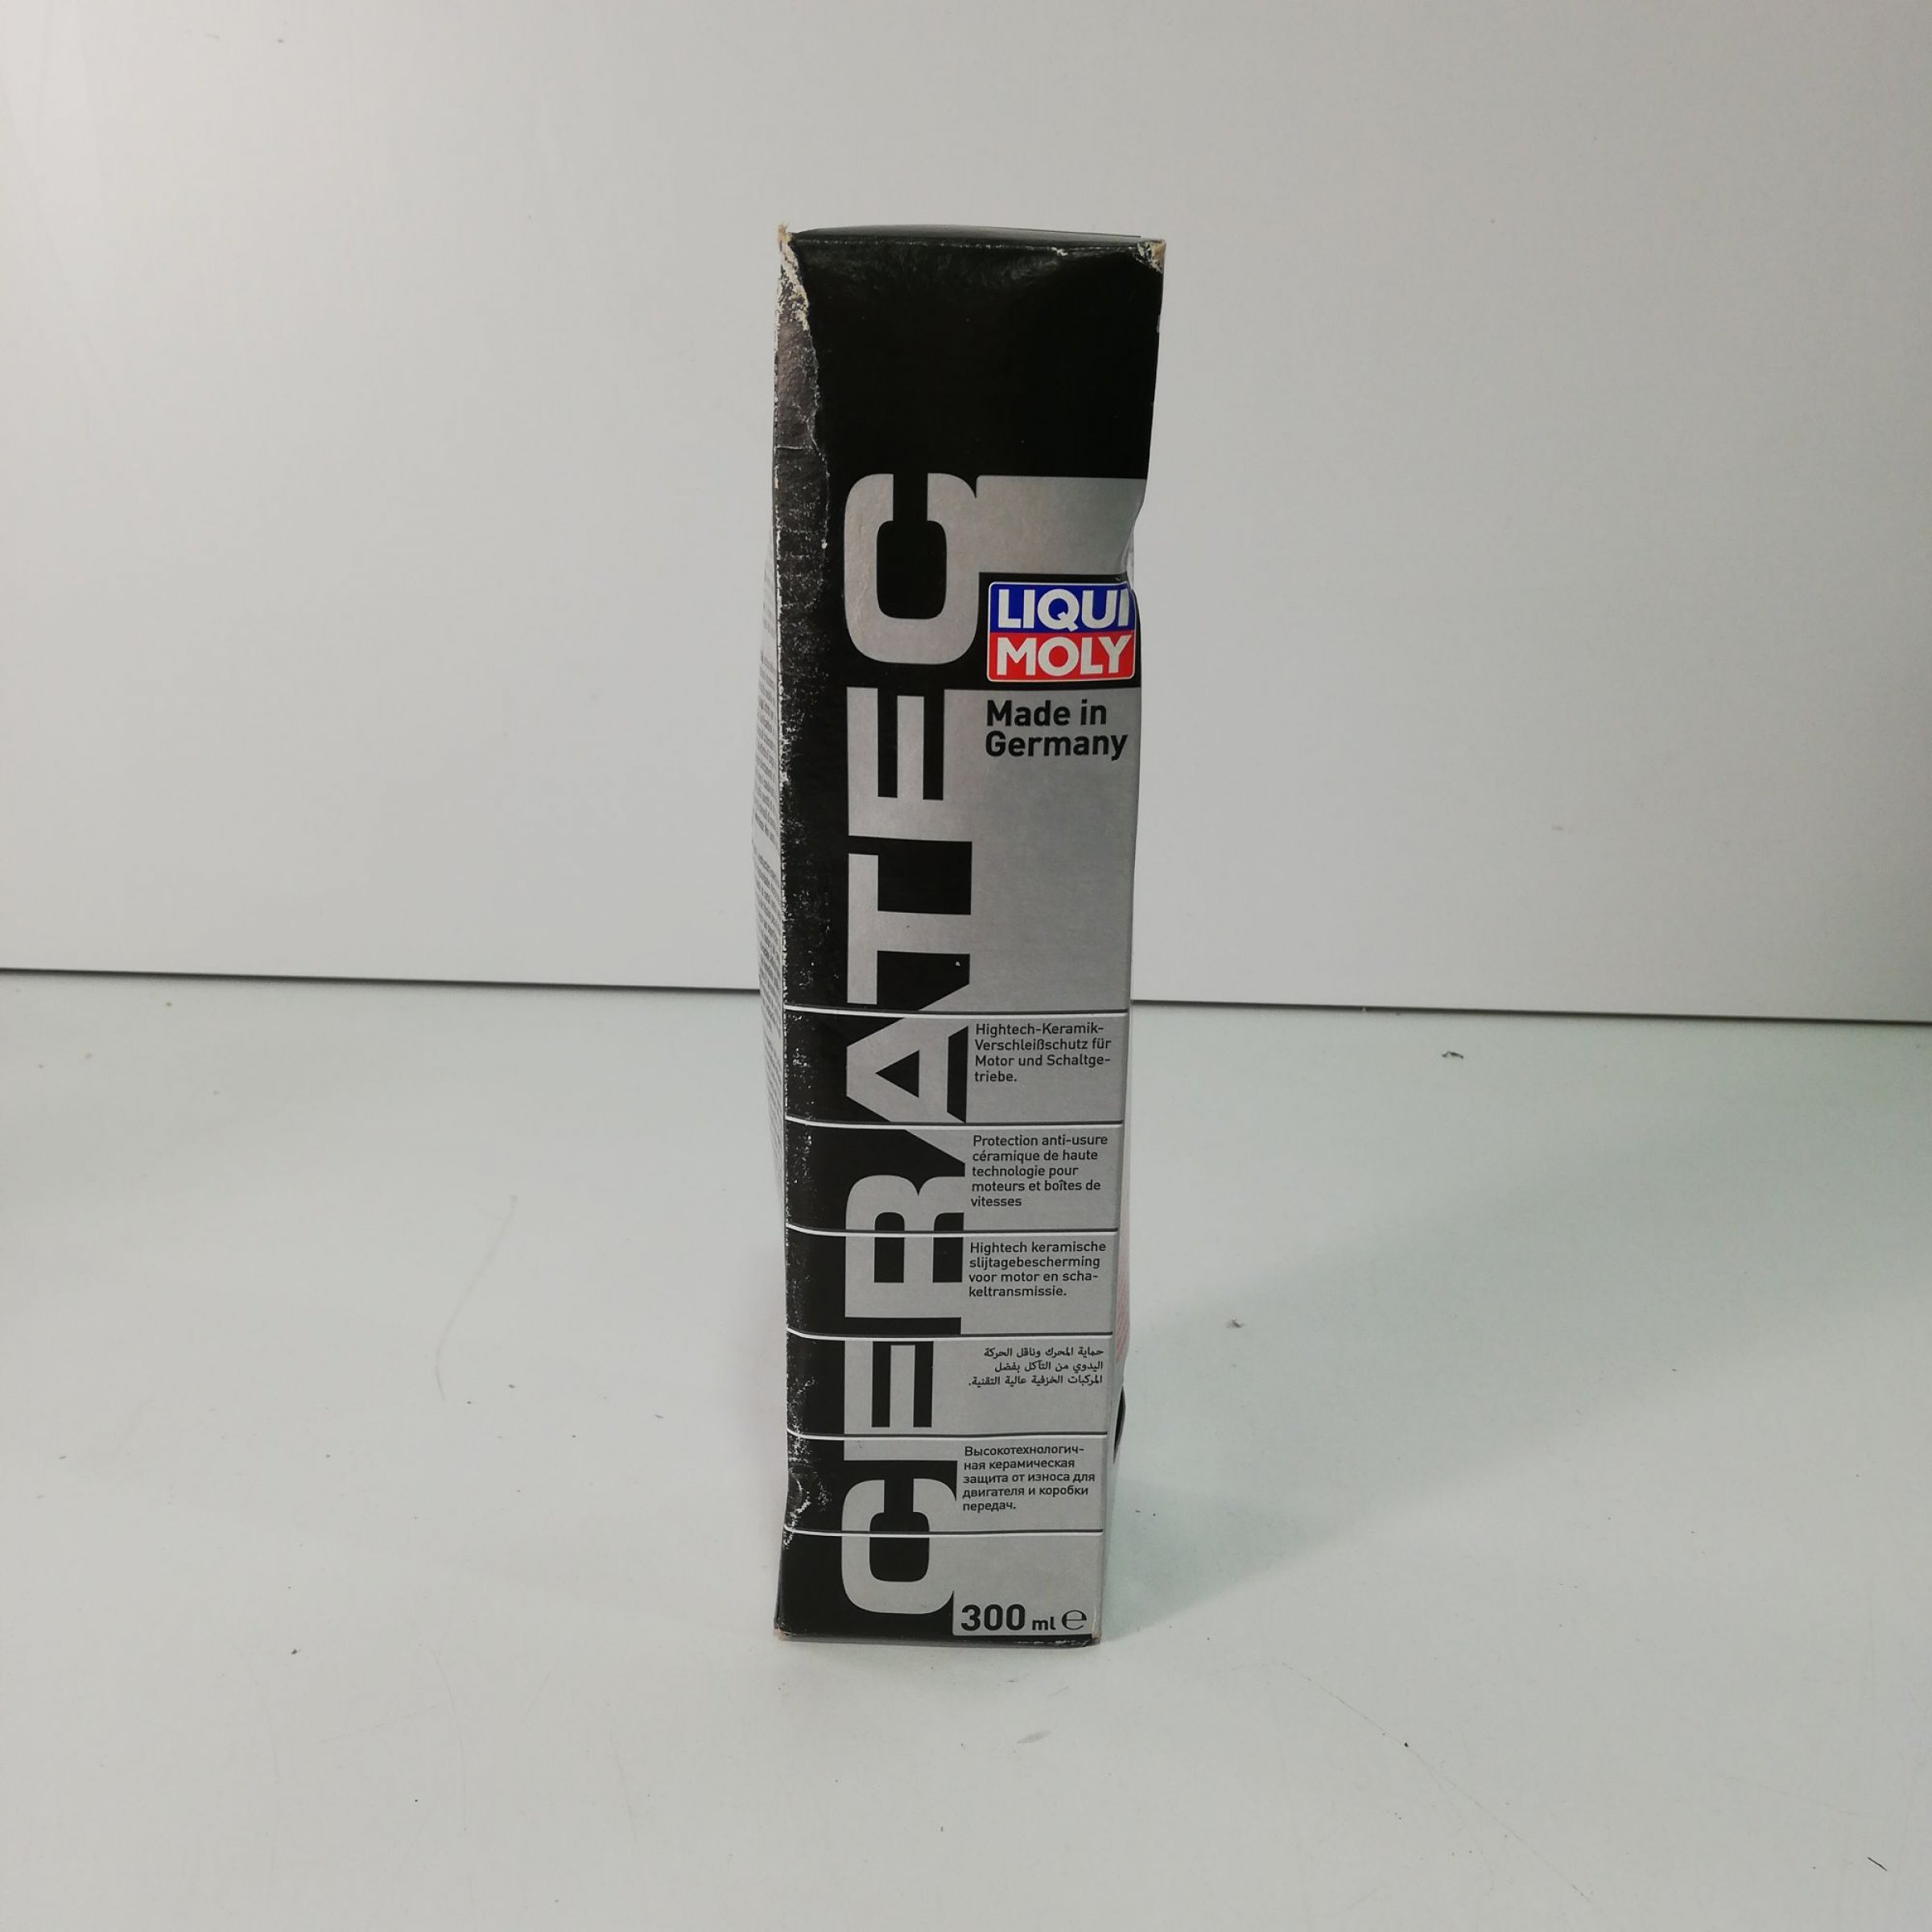 CERATEC
LIQUI
MOLY
Made in
Germany
Hightech-Keramik-
Verschleißschutz für
Motor und Schaltge-
triebe.
Protection anti-usure
céramique de haute
technologie pour
moteurs et boîtes de
vitesses
Hightech keramische
slijtagebescherming
voor motor en scha-
keltransmissie.
حماية المحرك وناقل الحركة
اليدوي من التآكل بفضل
المركبات الخزفية عالية التقنية.
Высокотехнологич-
ная керамическая
защита от износа для
двигателя и коробки
передач.
300 ml ℮